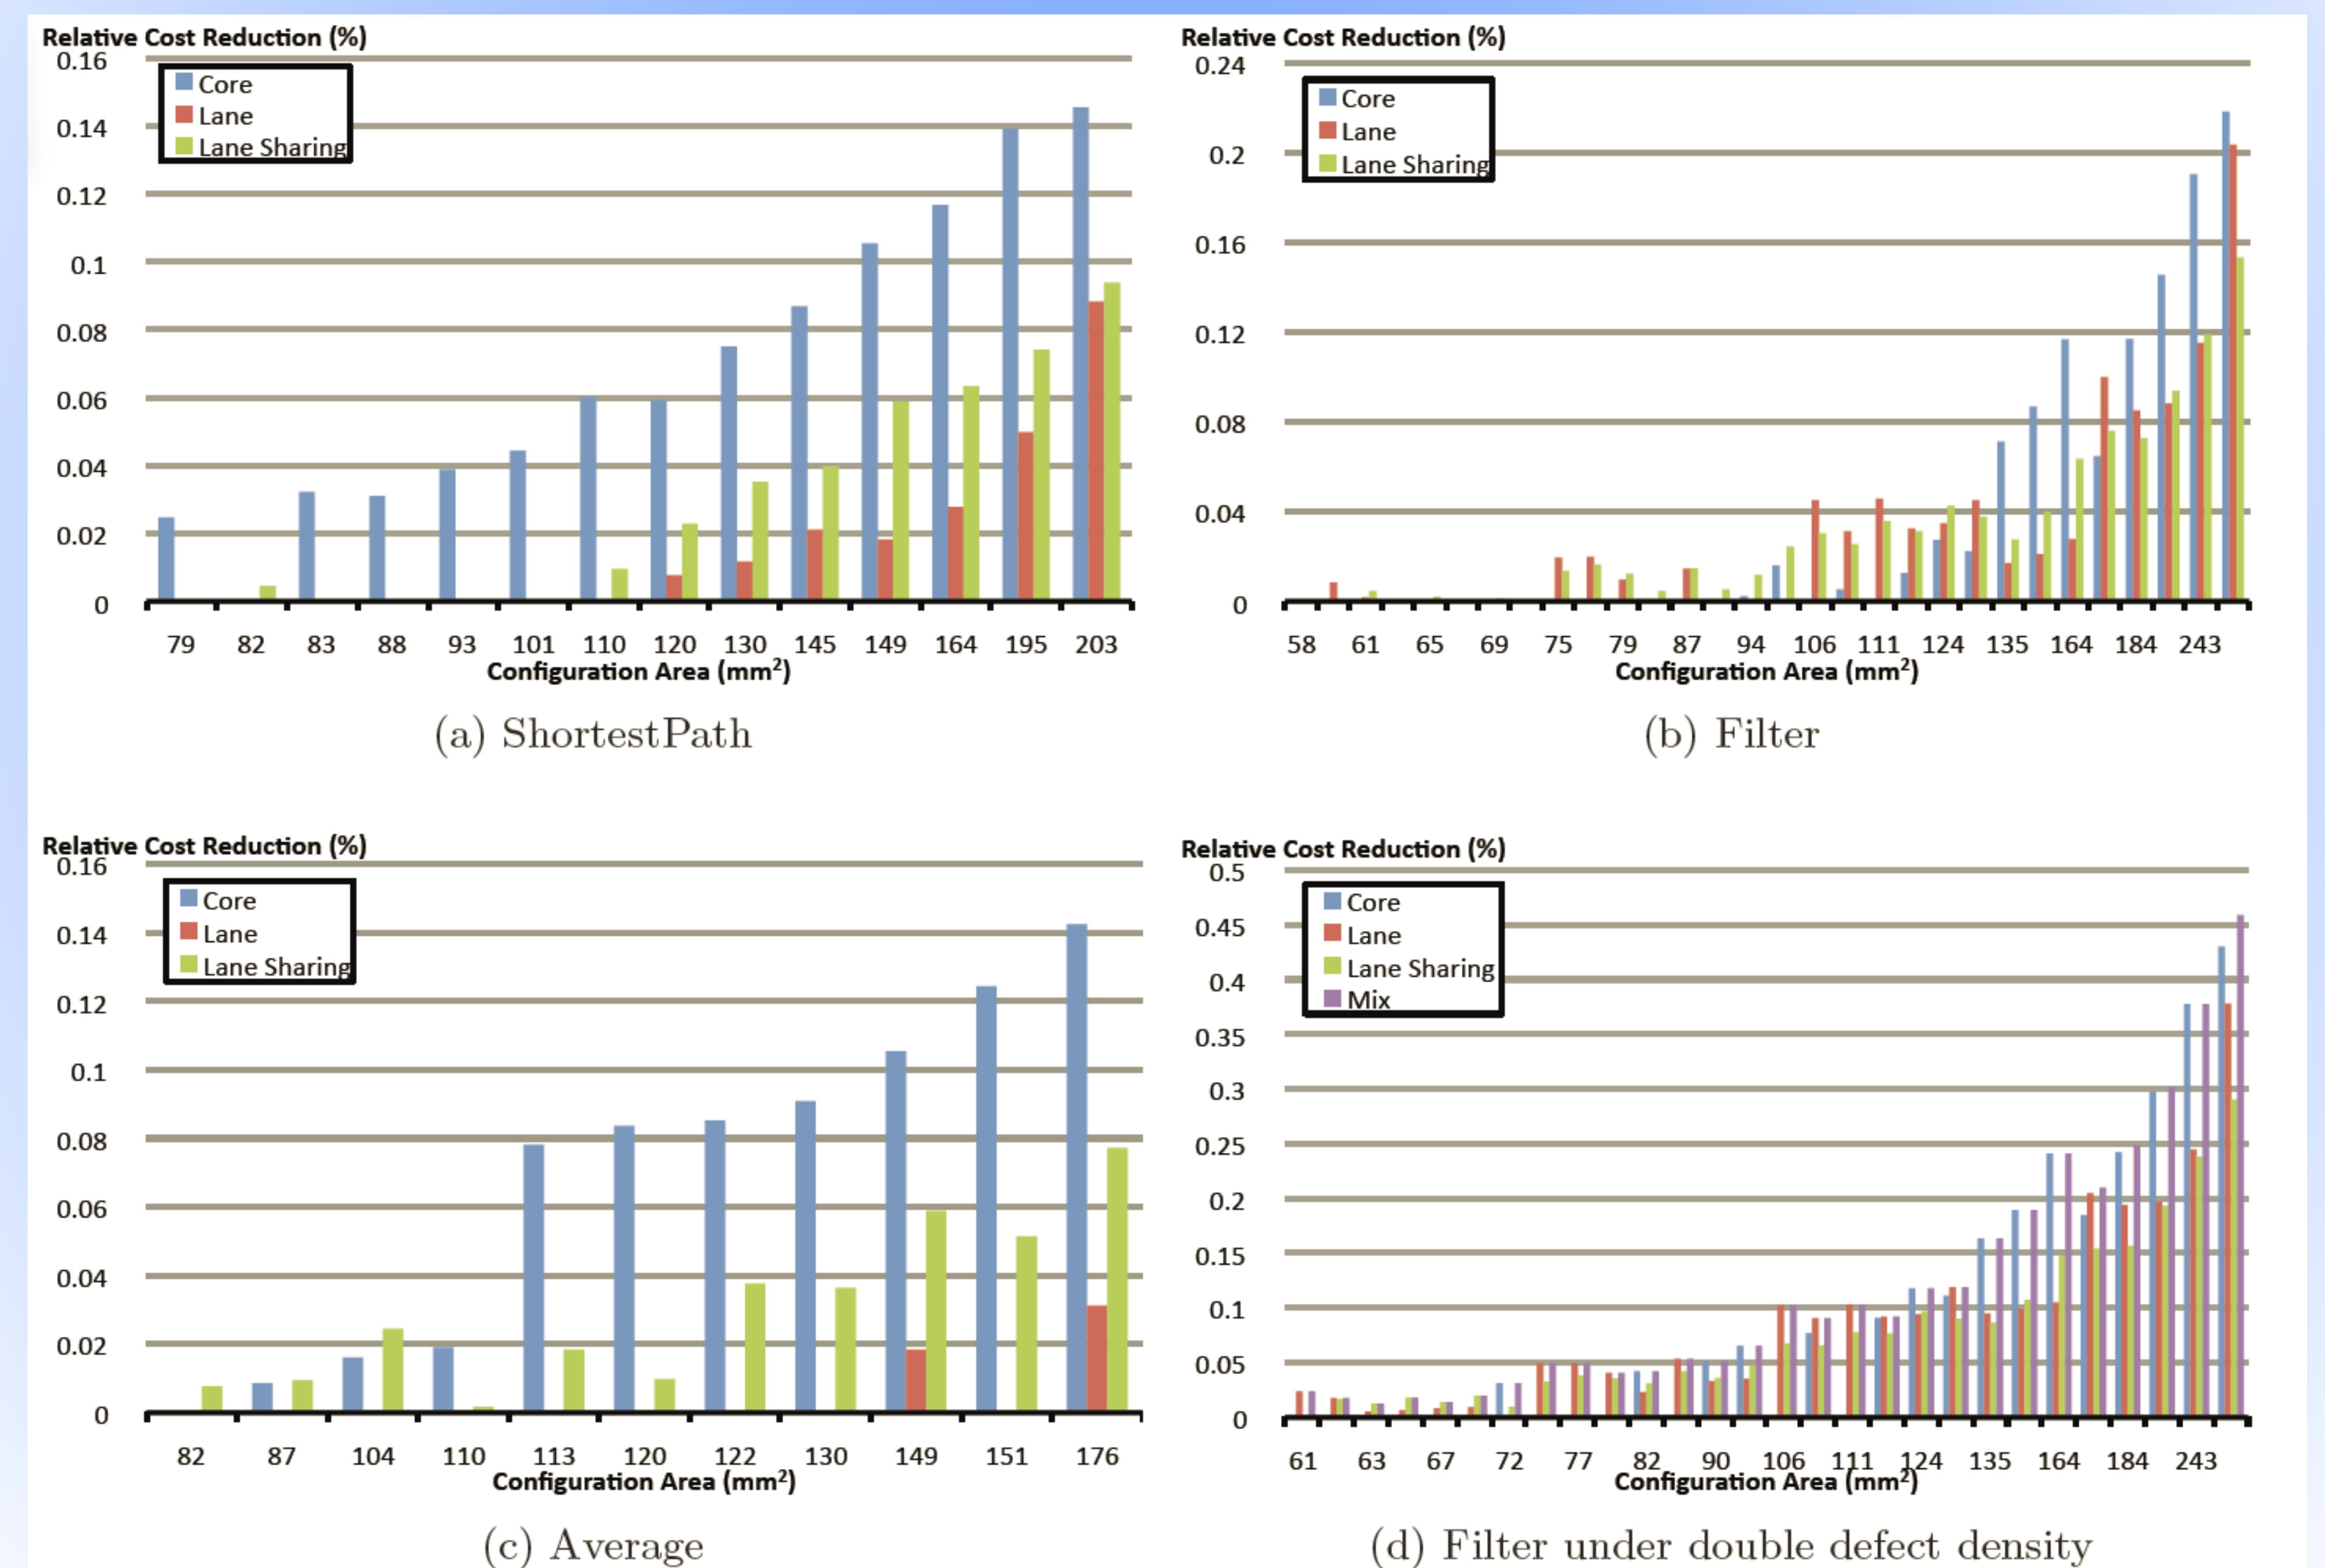 Relative Cost Reduction (%)
0.16
0.14
0.12
0.1
0.08
0.06
0.04
0.02
0
Core
Lane
Lane Sharing
79 82 83 88 93 101 110 120 130 145 149 164 195 203
Configuration Area (mm²)
(a) ShortestPath
Relative Cost Reduction (%)
0.24
0.2
0.16
0.12
0.08
0.04
0
Core
Lane
Lane Sharing
58 61 65 69 75 79 87 94 106 111 124 135 164 184 243
Configuration Area (mm²)
(b) Filter
Relative Cost Reduction (%)
0.16
0.14
0.12
0.1
0.08
0.06
0.04
0.02
0
Core
Lane
Lane Sharing
82 87 104 110 113 120 122 130 149 151 176
Configuration Area (mm²)
(c) Average
Relative Cost Reduction (%)
0.5
0.45
0.4
0.35
0.3
0.25
0.2
0.15
0.1
0.05
0
Core
Lane
Lane Sharing
Mix
61 63 67 72 77 82 90 106 111 124 135 164 184 243
Configuration Area (mm²)
(d) Filter under double defect density